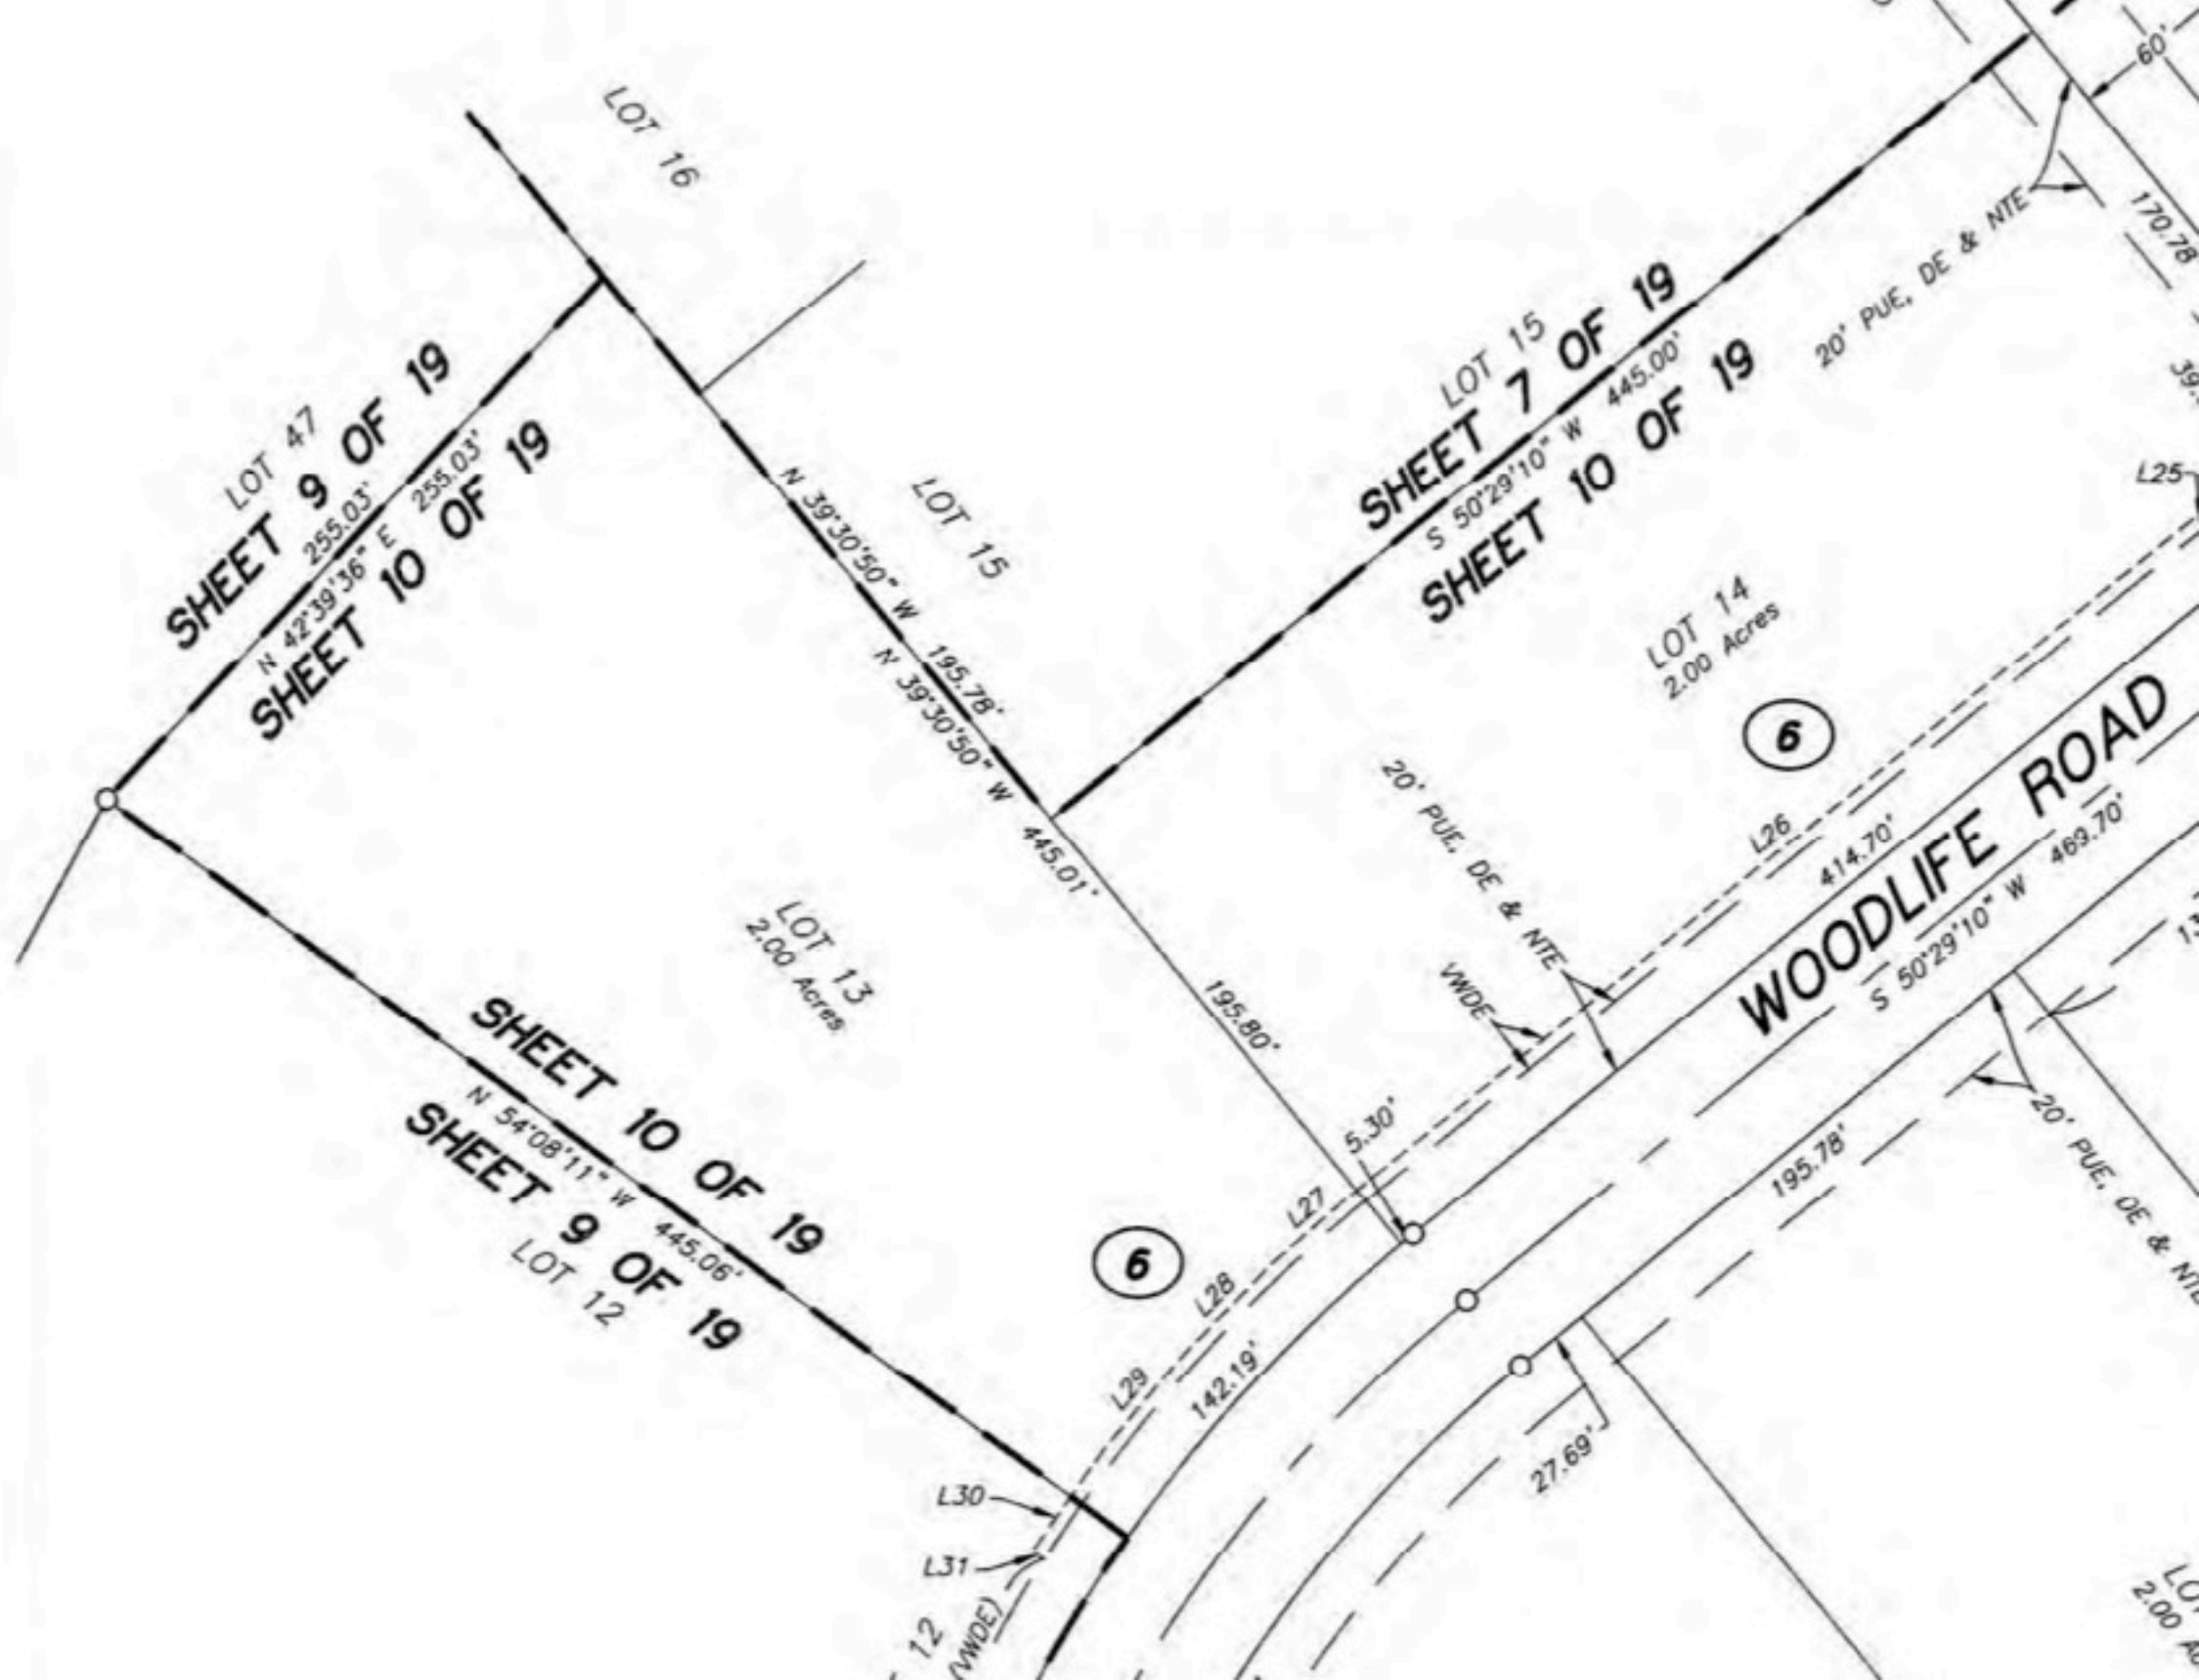 LOT 16
60'
20' PUE, DE & NTE
170.78
LOT 47
SHEET 9 OF 19
255.03'
N 42°39'36" E 255.03'
SHEET 10 OF 19
LOT 15
SHEET 7 OF 19
S 50°29'10" W 445.00'
SHEET 10 OF 19
N 39°30'50" W 195.78'
LOT 15
N 39°30'50" W 445.01'
L25
LOT 14
2.00 Acres
6
20' PUE, DE & NTE
VWDE
L26
414.70'
WOODLIFE ROAD
S 50°29'10" W 469.70'
LOT 13
2.00 Acres
195.80'
5.30'
SHEET 10 OF 19
N 54°08'11" W 445.06'
SHEET 9 OF 19
LOT 12
6
L27
L28
L29
142.19'
195.78'
20' PUE, DE & NTE
27.69'
L30
L31
12
(VWDE)
2.00